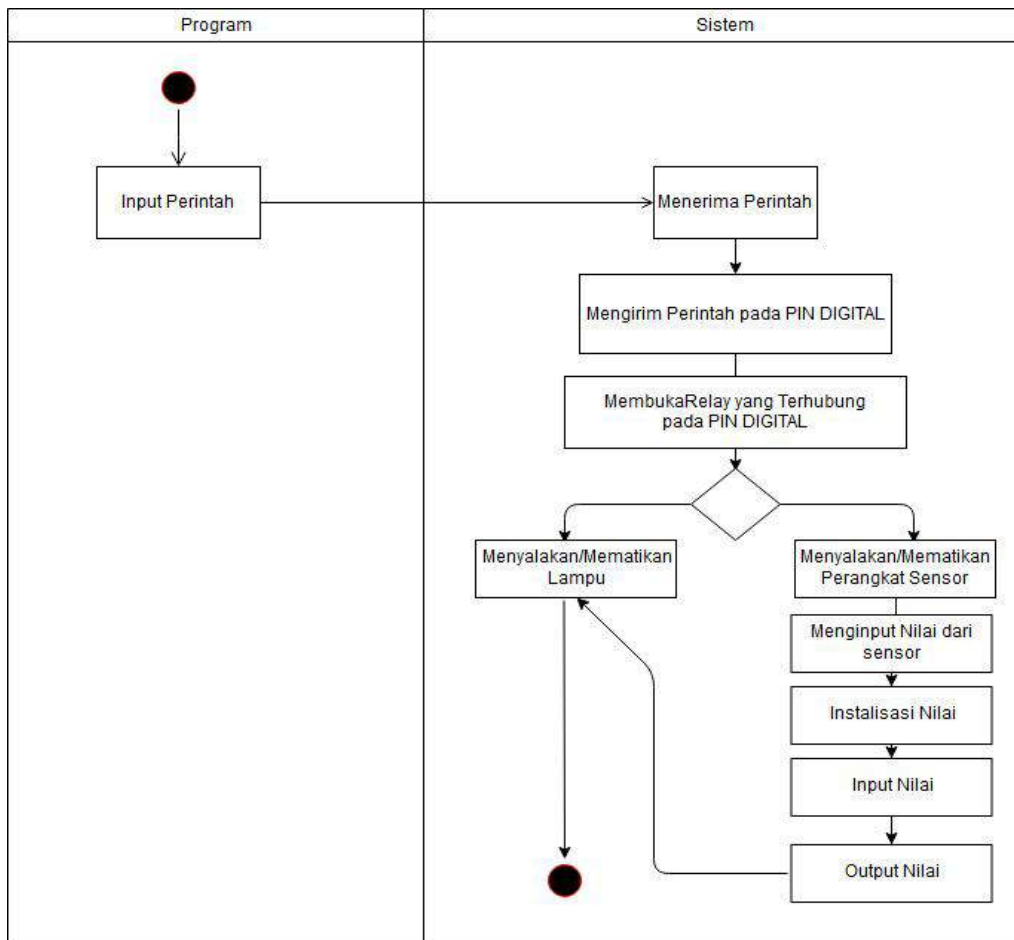 Program
Sistem
Input Perintah
Menerima Perintah
Mengirim Perintah pada PIN DIGITAL
MembukaRelay yang Terhubung
pada PIN DIGITAL
Menyalakan/Mematikan
Lampu
Menyalakan/Mematikan
Perangkat Sensor
Menginput Nilai dari
sensor
Instalisasi Nilai
Input Nilai
Output Nilai